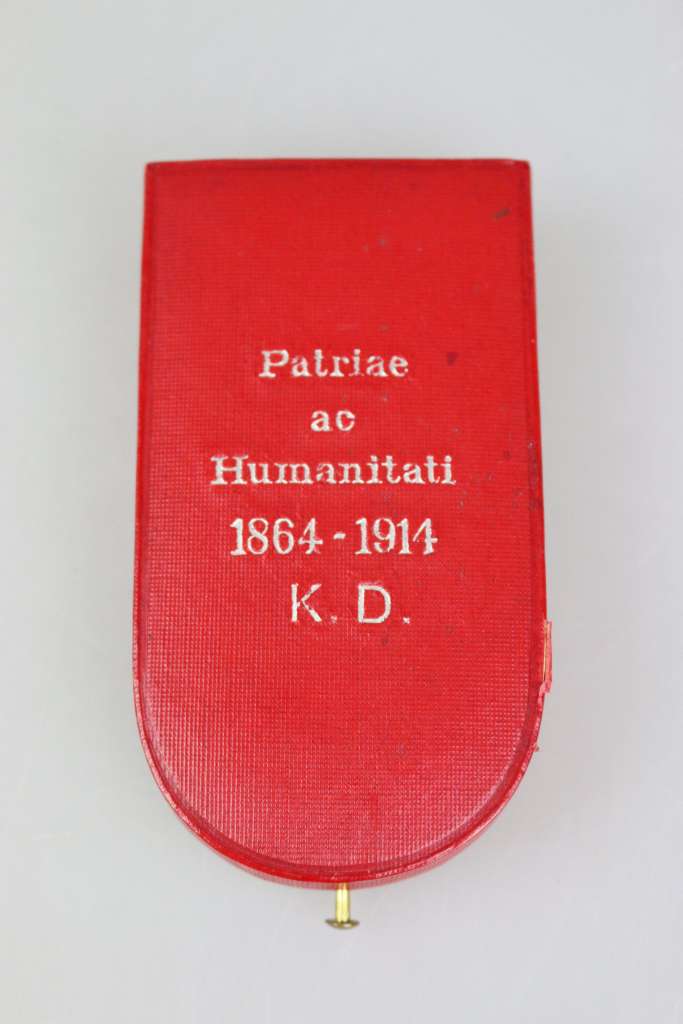 Patriae
ac
Humanitati
1864-1914
K. D.